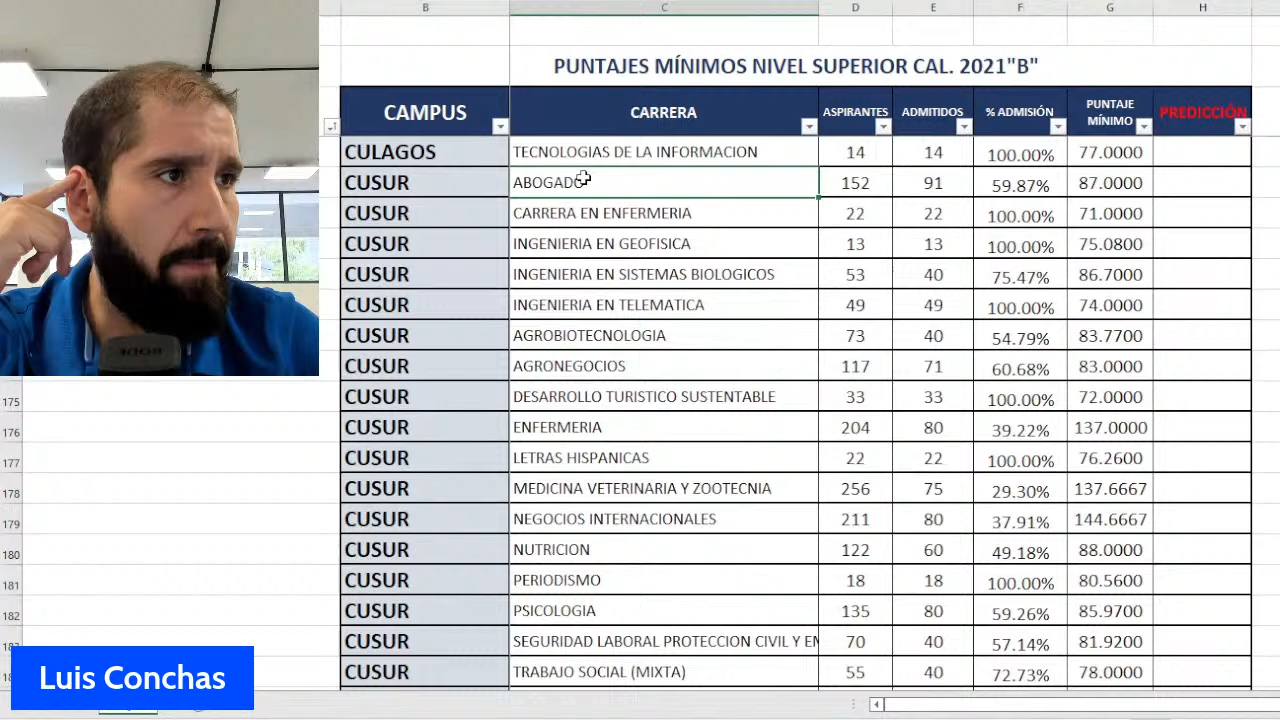 B C D E F G H
PUNTAJES MÍNIMOS NIVEL SUPERIOR CAL. 2021"B"
CAMPUS CARRERA ASPIRANTES ADMITIDOS % ADMISIÓN PUNTAJE MÍNIMO PREDICCIÓN
CULAGOS TECNOLOGIAS DE LA INFORMACION 14 14 100.00% 77.0000
CUSUR ABOGADO 152 91 59.87% 87.0000
CUSUR CARRERA EN ENFERMERIA 22 22 100.00% 71.0000
CUSUR INGENIERIA EN GEOFISICA 13 13 100.00% 75.0800
CUSUR INGENIERIA EN SISTEMAS BIOLOGICOS 53 40 75.47% 86.7000
CUSUR INGENIERIA EN TELEMATICA 49 49 100.00% 74.0000
CUSUR AGROBIOTECNOLOGIA 73 40 54.79% 83.7700
CUSUR AGRONEGOCIOS 117 71 60.68% 83.0000
175 CUSUR DESARROLLO TURISTICO SUSTENTABLE 33 33 100.00% 72.0000
176 CUSUR ENFERMERIA 204 80 39.22% 137.0000
177 CUSUR LETRAS HISPANICAS 22 22 100.00% 76.2600
178 CUSUR MEDICINA VETERINARIA Y ZOOTECNIA 256 75 29.30% 137.6667
179 CUSUR NEGOCIOS INTERNACIONALES 211 80 37.91% 144.6667
180 CUSUR NUTRICION 122 60 49.18% 88.0000
181 CUSUR PERIODISMO 18 18 100.00% 80.5600
182 CUSUR PSICOLOGIA 135 80 59.26% 85.9700
CUSUR SEGURIDAD LABORAL PROTECCION CIVIL Y 70 40 57.14% 81.9200
CUSUR TRABAJO SOCIAL (MIXTA) 55 40 72.73% 78.0000
RODE
Luis Conchas